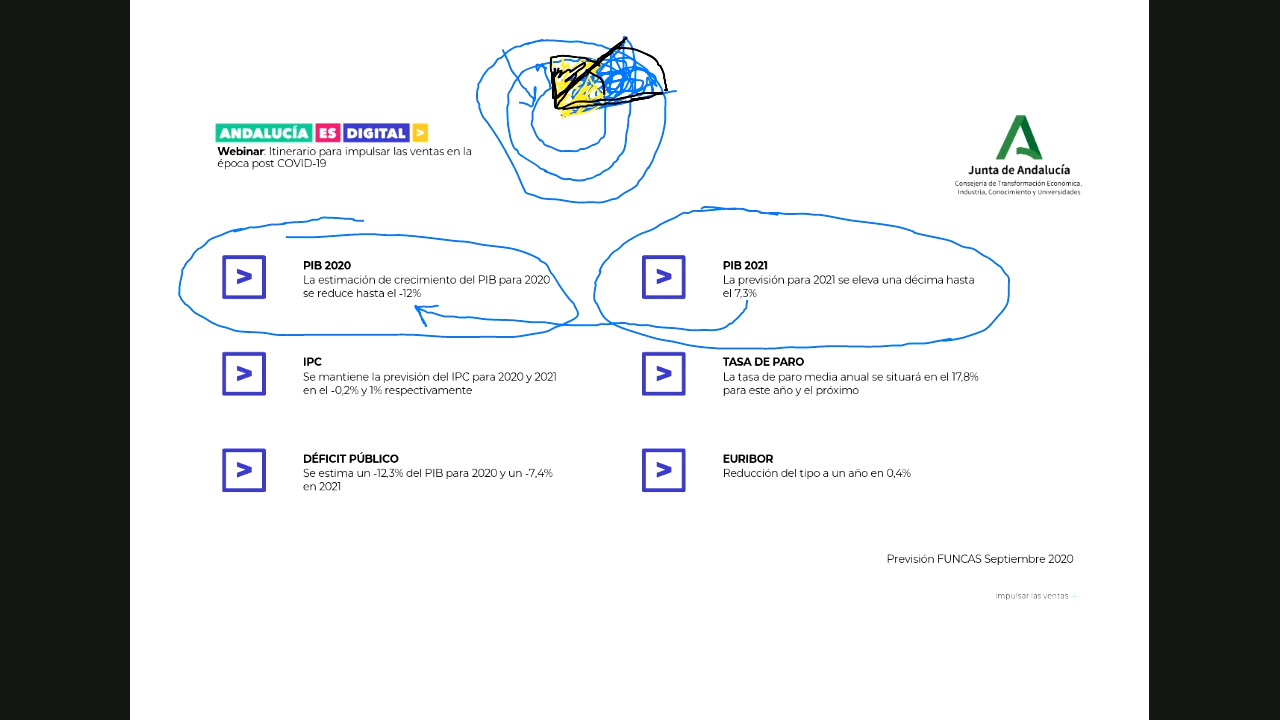 ANDALUCÍA ES DIGITAL >
Webinar: Itinerario para impulsar las ventas en la
época post COVID-19
Junta de Andalucía
Consejería de Transformación Económica,
Industria, Conocimiento y Universidades
> PIB 2020
La estimación de crecimiento del PIB para 2020
se reduce hasta el -12%
> PIB 2021
La previsión para 2021 se eleva una décima hasta
el 7,3%
> IPC
Se mantiene la previsión del IPC para 2020 y 2021
en el -0,2% y 1% respectivamente
> TASA DE PARO
La tasa de paro media anual se situará en el 17,8%
para este año y el próximo
> DÉFICIT PÚBLICO
Se estima un -12,3% del PIB para 2020 y un -7,4%
en 2021
> EURIBOR
Reducción del tipo a un año en 0,4%
Previsión FUNCAS Septiembre 2020
impulsar las ventas